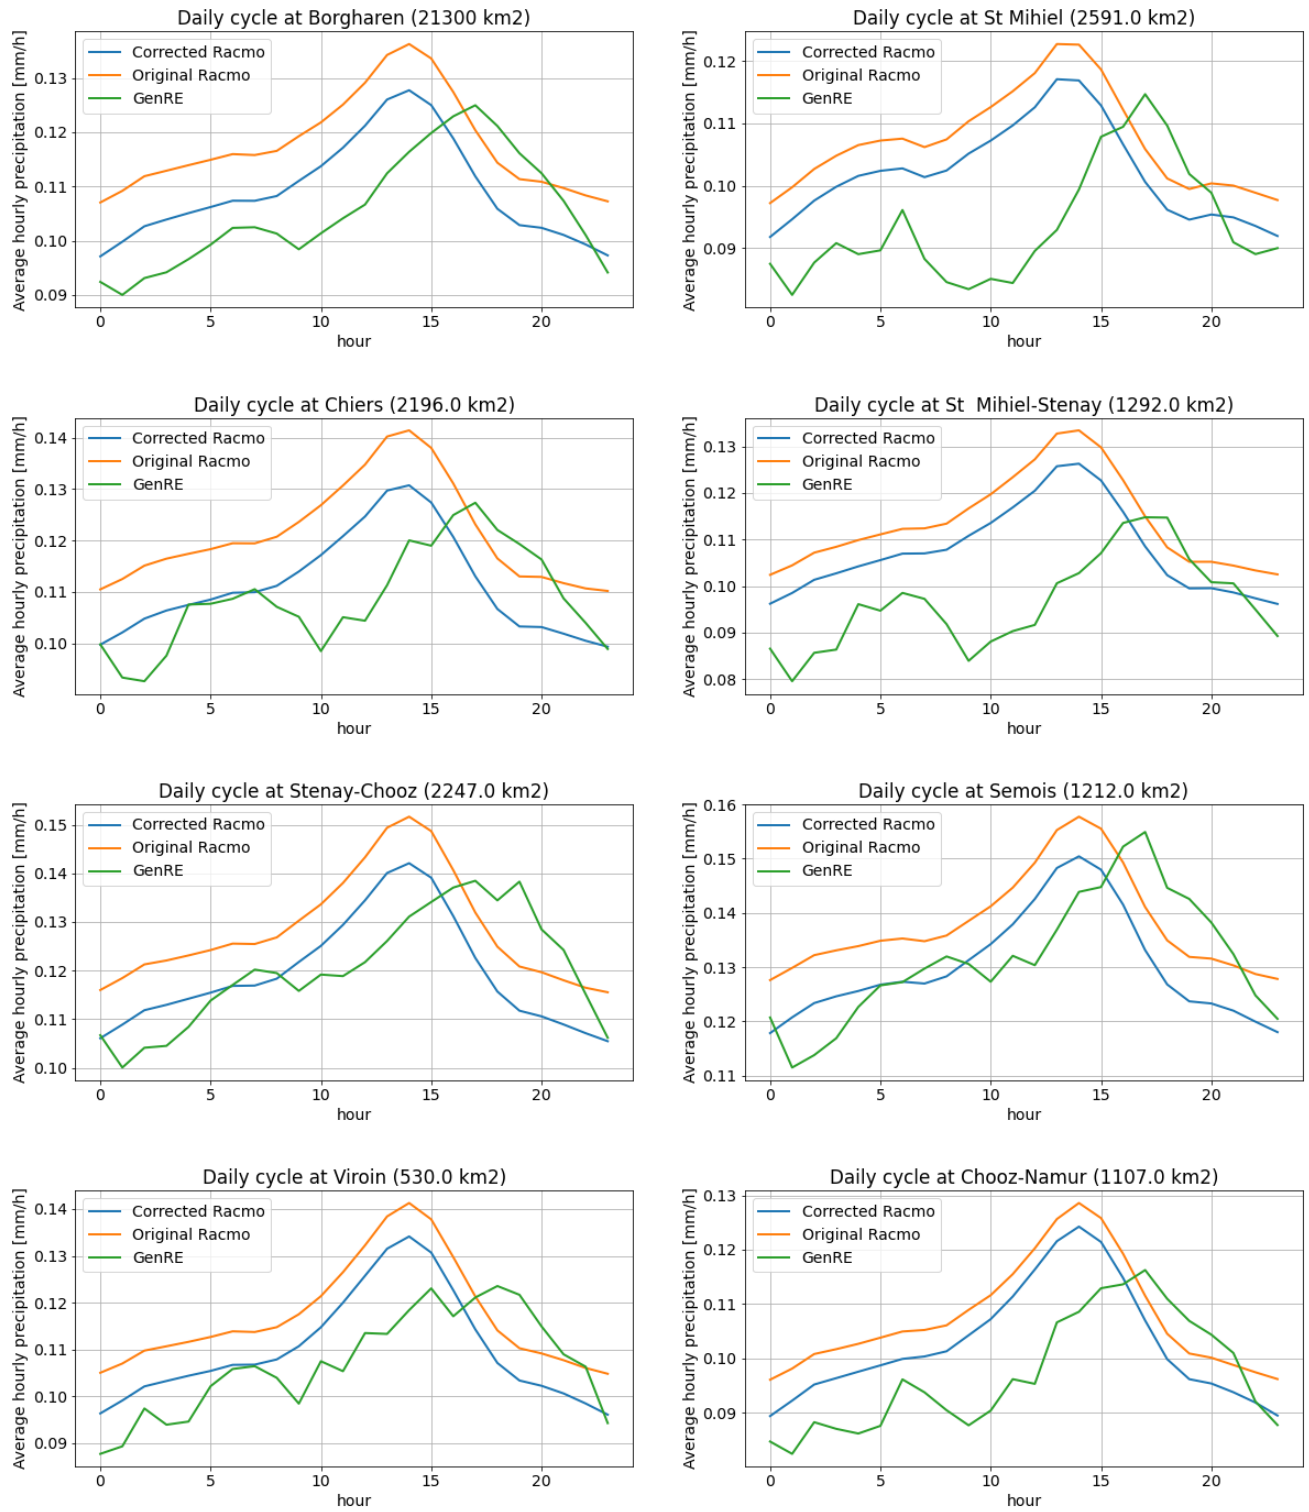 Daily cycle at Borgharen (21300 km2)
Average hourly precipitation [mm/h]
Corrected Racmo
Original Racmo
GenRE
0.13
0.12
0.11
0.10
0.09
0 5 10 15 20
hour
Daily cycle at St Mihiel (2591.0 km2)
Average hourly precipitation [mm/h]
Corrected Racmo
Original Racmo
GenRE
0.12
0.11
0.10
0.09
0 5 10 15 20
hour
Daily cycle at Chiers (2196.0 km2)
Average hourly precipitation [mm/h]
Corrected Racmo
Original Racmo
GenRE
0.14
0.13
0.12
0.11
0.10
0 5 10 15 20
hour
Daily cycle at St  Mihiel-Stenay (1292.0 km2)
Average hourly precipitation [mm/h]
Corrected Racmo
Original Racmo
GenRE
0.13
0.12
0.11
0.10
0.09
0.08
0 5 10 15 20
hour
Daily cycle at Stenay-Chooz (2247.0 km2)
Average hourly precipitation [mm/h]
Corrected Racmo
Original Racmo
GenRE
0.15
0.14
0.13
0.12
0.11
0.10
0 5 10 15 20
hour
Daily cycle at Semois (1212.0 km2)
Average hourly precipitation [mm/h]
Corrected Racmo
Original Racmo
GenRE
0.16
0.15
0.14
0.13
0.12
0.11
0 5 10 15 20
hour
Daily cycle at Viroin (530.0 km2)
Average hourly precipitation [mm/h]
Corrected Racmo
Original Racmo
GenRE
0.14
0.13
0.12
0.11
0.10
0.09
0 5 10 15 20
hour
Daily cycle at Chooz-Namur (1107.0 km2)
Average hourly precipitation [mm/h]
Corrected Racmo
Original Racmo
GenRE
0.13
0.12
0.11
0.10
0.09
0 5 10 15 20
hour